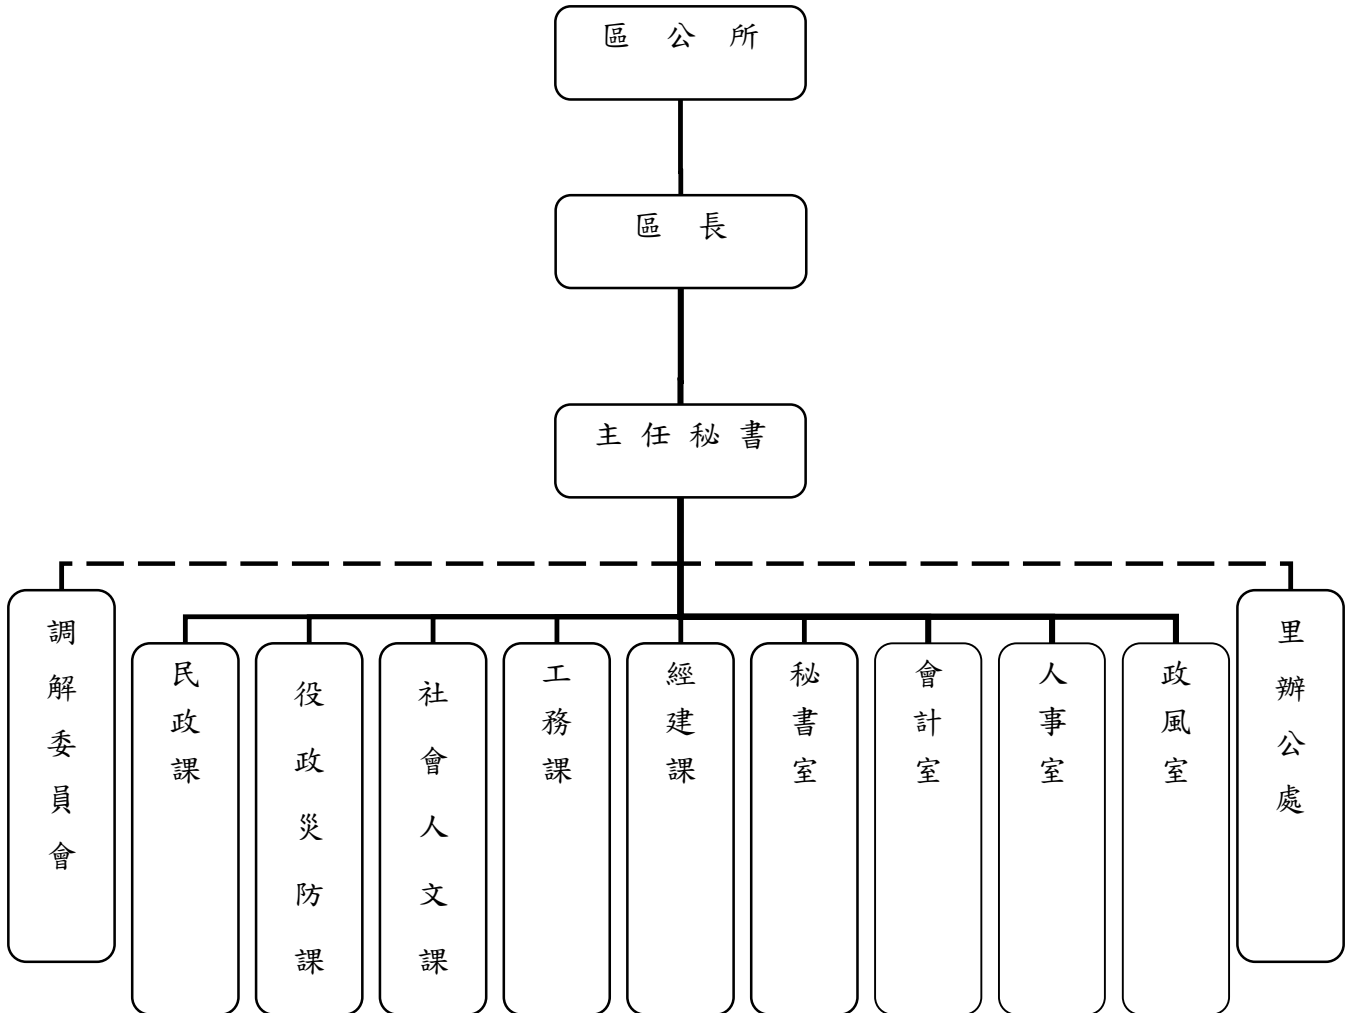 區公所
區長
主任秘書
調解委員會
民政課
役政災防課
社會人文課
工務課
經建課
秘書室
會計室
人事室
政風室
里辦公處